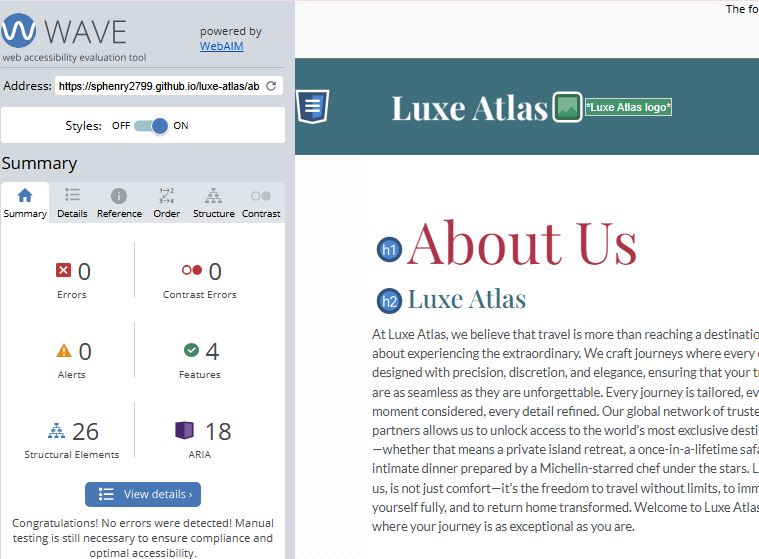 The fo
WAVE
powered by
WebAIM
web accessibility evaluation tool
Address: https://sphenry2799.github.io/luxe-atlas/ab
Styles: OFF ON
Summary
Summary Details Reference Order Structure Contrast
0 Errors
0 Contrast Errors
0 Alerts
4 Features
26 Structural Elements
18 ARIA
View details ›
Congratulations! No errors were detected! Manual
testing is still necessary to ensure compliance and
optimal accessibility.
Luxe Atlas *Luxe Atlas logo*
h1 About Us
h2 Luxe Atlas
At Luxe Atlas, we believe that travel is more than reaching a destinatio
about experiencing the extraordinary. We craft journeys where every
designed with precision, discretion, and elegance, ensuring that your t
are as seamless as they are unforgettable. Every journey is tailored, ev
moment considered, every detail refined. Our global network of truste
partners allows us to unlock access to the world's most exclusive desti
—whether that means a private island retreat, a once-in-a-lifetime safa
intimate dinner prepared by a Michelin-starred chef under the stars. L
us, is not just comfort—it's the freedom to travel without limits, to imm
yourself fully, and to return home transformed. Welcome to Luxe Atlas
where your journey is as exceptional as you are.